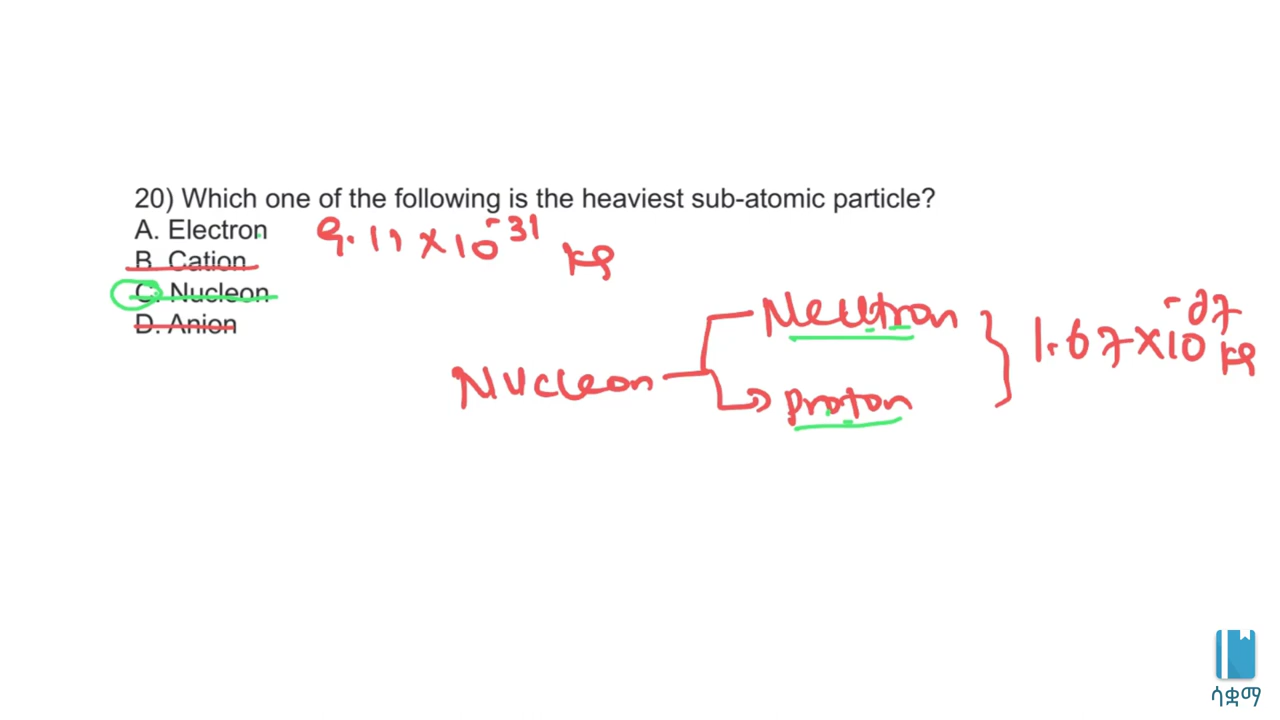 20) Which one of the following is the heaviest sub-atomic particle?
A. Electron 9.11 × 10⁻³¹ kg
B. Cation
C. Nucleon
D. Anion
Neutron
Nucleon
Proton
1.67 × 10⁻²⁷ kg
ሳቋማ